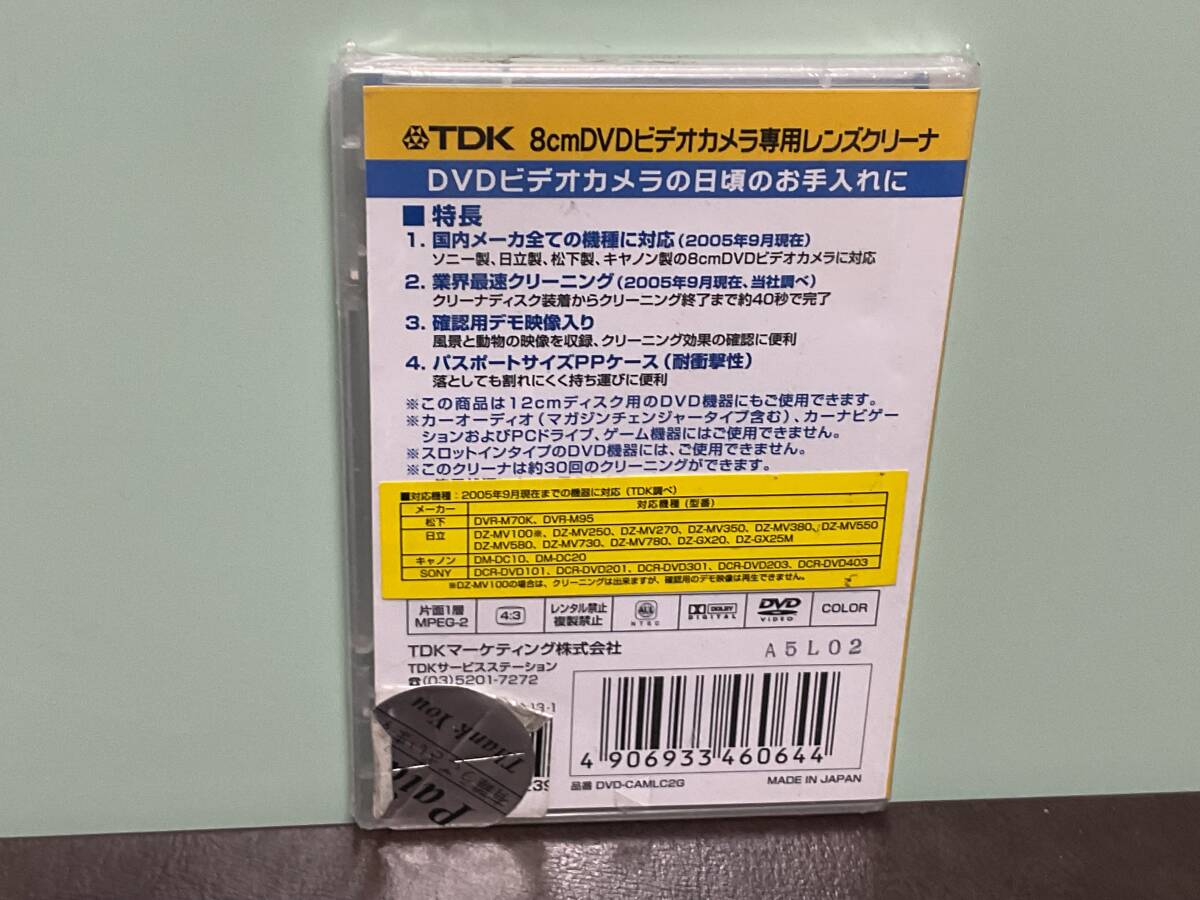 TDK 8cmDVDビデオカメラ専用レンズクリーナ
DVDビデオカメラの日頃のお手入れに
■特長
1. 国内メーカ全ての機種に対応(2005年9月現在)
ソニー製、日立製、松下製、キヤノン製の8cmDVDビデオカメラに対応
2. 業界最速クリーニング(2005年9月現在、当社調べ)
クリーナディスク装着からクリーニング終了まで約40秒で完了
3. 確認用デモ映像入り
風景と動物の映像を収録、クリーニング効果の確認に便利
4. パスポートサイズPPケース(耐衝撃性)
落としても割れにくく持ち運びに便利
※この商品は12cmディスク用のDVD機器にもご使用できます。
※カーオーディオ(マガジンチェンジャータイプ含む)、カーナビゲー
ションおよびPCドライブ、ゲーム機器にはご使用できません。
※スロットインタイプのDVD機器には、ご使用できません。
※このクリーナは約30回のクリーニングができます。
■対応機種:2005年9月現在までの機器に対応(TDK調べ)
メーカー 対応機種(型番)
松下 DVR-M70K、DVR-M95
日立 DZ-MV100※、DZ-MV250、DZ-MV270、DZ-MV350、DZ-MV380、DZ-MV550
DZ-MV580、DZ-MV730、DZ-MV780、DZ-GX20、DZ-GX25M
キャノン DM-DC10、DM-DC20
SONY DCR-DVD101、DCR-DVD201、DCR-DVD301、DCR-DVD203、DCR-DVD403
※DZ-MV100の場合は、クリーニングは出来ますが、確認用のデモ映像は再生できません。
片面1層 MPEG-2 4:3 レンタル禁止 複製禁止 ALL NTSC DOLBY DIGITAL DVD VIDEO COLOR
TDKマーケティング株式会社
A5L02
TDKサービスステーション
☎(03)5201-7272
13-1
Thank You
4 906933 460644
品番 DVD-CAMLC2G MADE IN JAPAN